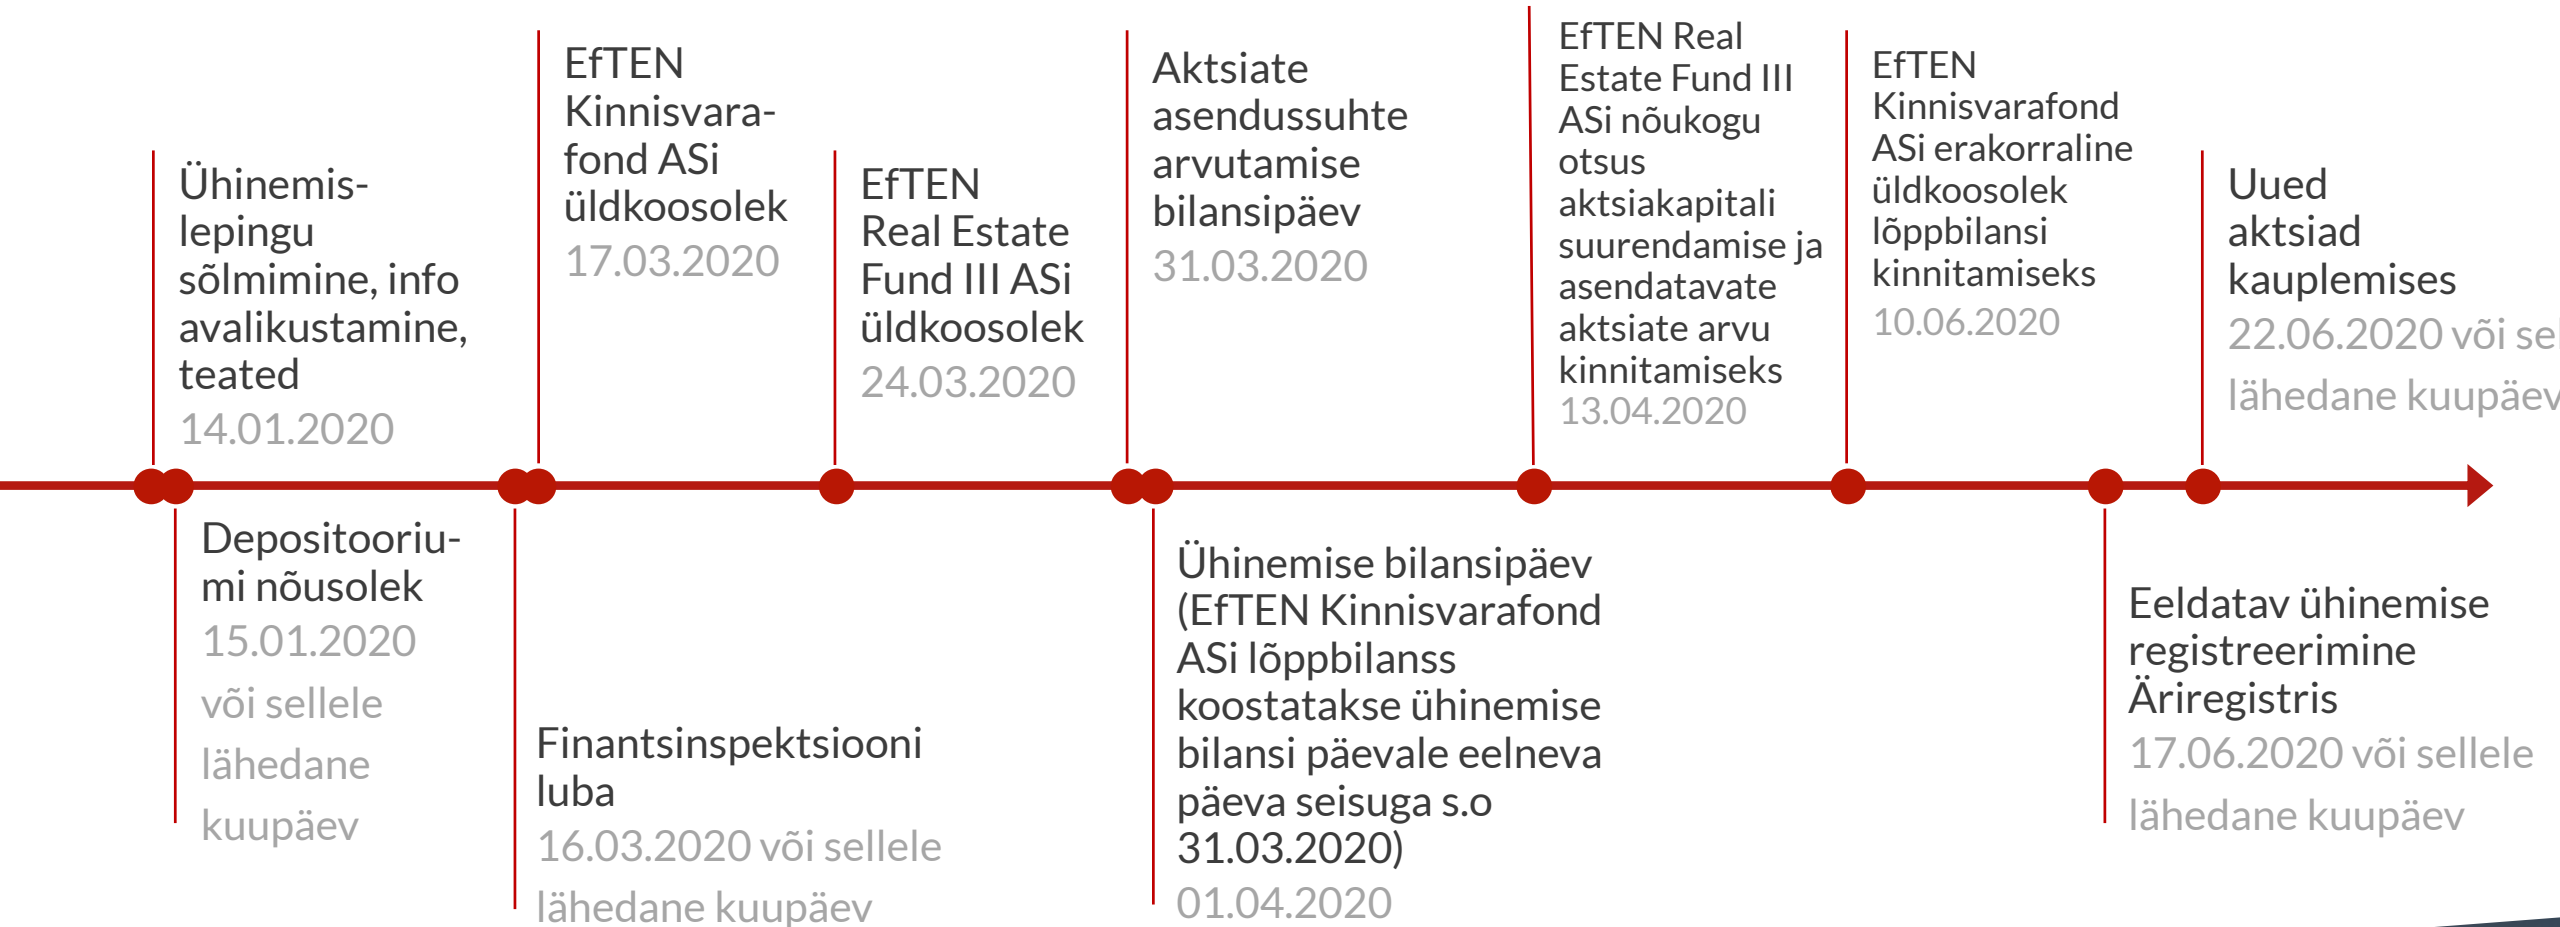 Ühinemis-
lepingu
sõlmimine, info
avalikustamine,
teated
14.01.2020
Depositooriu-
mi nõusolek
15.01.2020
või sellele
lähedane
kuupäev
Finantsinspektsiooni
luba
16.03.2020 või sellele
lähedane kuupäev
EfTEN
Kinnisvara-
fond ASi
üldkoosolek
17.03.2020
EfTEN
Real Estate
Fund III ASi
üldkoosolek
24.03.2020
Aktsiate
asendussuhte
arvutamise
bilansipäev
31.03.2020
Ühinemise bilansipäev
(EfTEN Kinnisvarafond
ASi lõppbilanss
koostatakse ühinemise
bilansi päevale eelneva
päeva seisuga s.o
31.03.2020)
01.04.2020
EfTEN Real
Estate Fund III
ASi nõukogu
otsus
aktsiakapitali
suurendamise ja
asendatavate
aktsiate arvu
kinnitamiseks
13.04.2020
EfTEN
Kinnisvarafond
ASi erakorraline
üldkoosolek
lõppbilansi
kinnitamiseks
10.06.2020
Eeldatav ühinemise
registreerimine
Äriregistris
17.06.2020 või sellele
lähedane kuupäev
Uued
aktsiad
kauplemises
22.06.2020 või
lähedane kuupäev